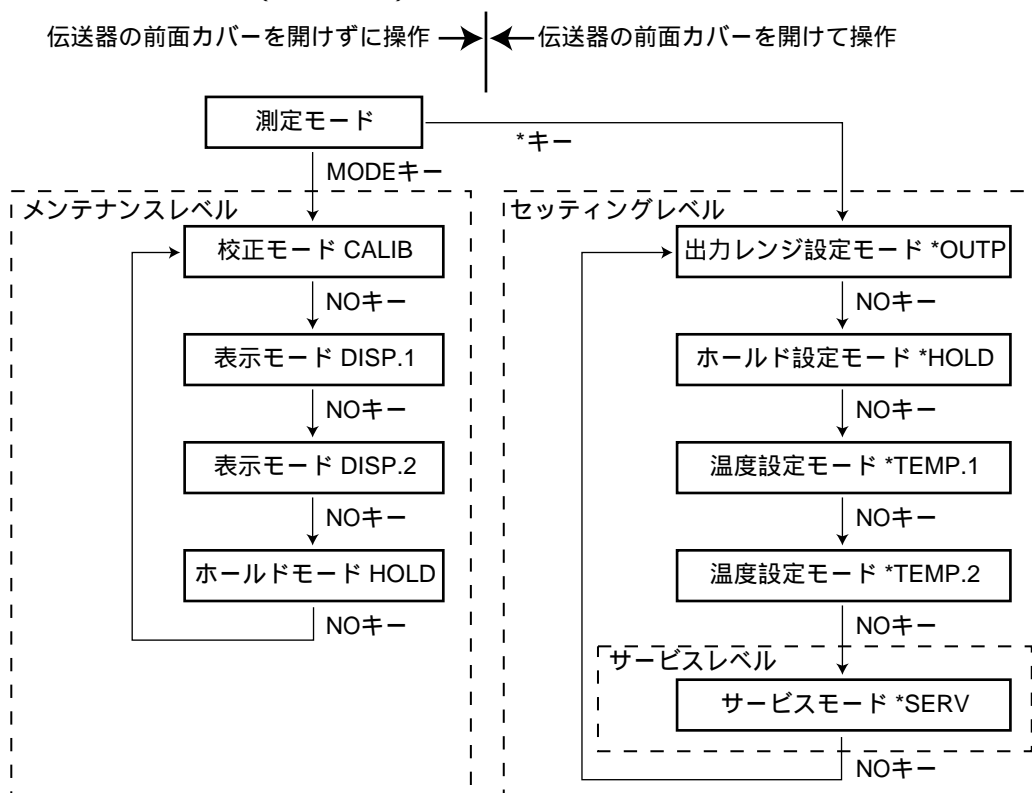 伝送器の前面カバーを開けずに操作
伝送器の前面カバーを開けて操作
測定モード
*キー
MODEキー
メンテナンスレベル
校正モード CALIB
NOキー
表示モード DISP.1
NOキー
表示モード DISP.2
NOキー
ホールドモード HOLD
NOキー
セッティングレベル
出力レンジ設定モード *OUTP
NOキー
ホールド設定モード *HOLD
NOキー
温度設定モード *TEMP.1
NOキー
温度設定モード *TEMP.2
NOキー
サービスレベル
サービスモード *SERV
NOキー